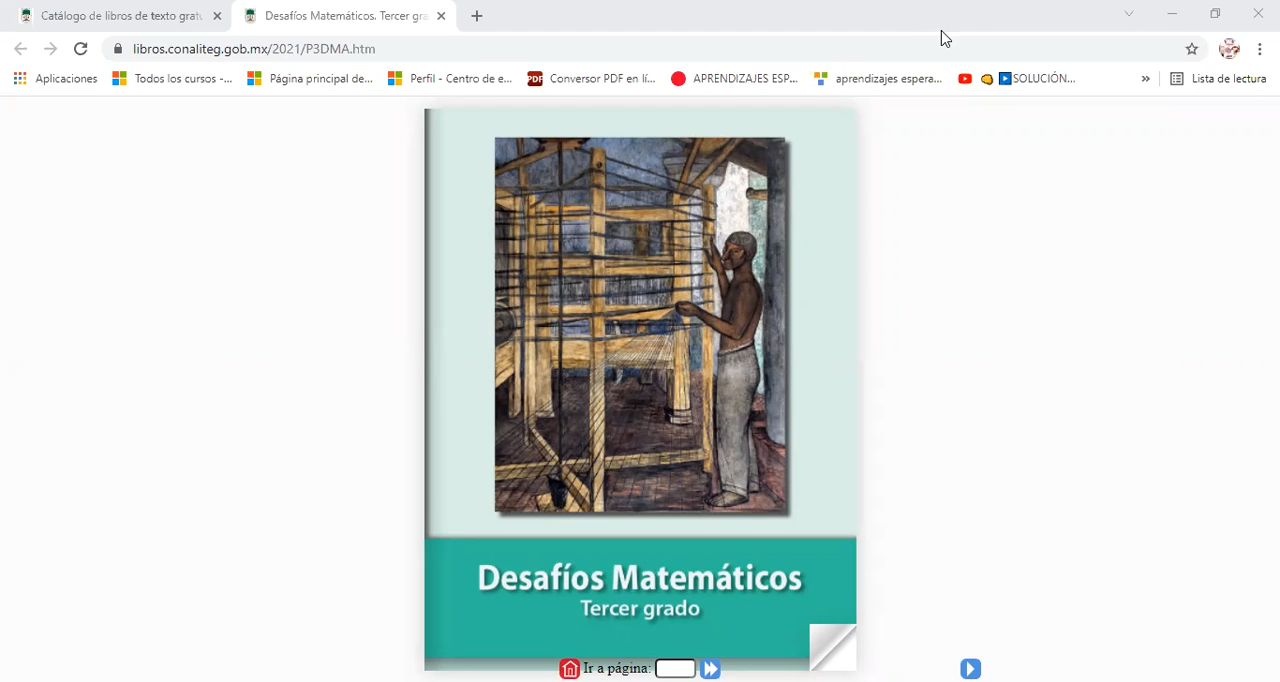 Catálogo de libros de texto gratu
Desafíos Matemáticos. Tercer gra
libros.conaliteg.gob.mx/2021/P3DMA.htm
Aplicaciones
Todos los cursos -...
Página principal de...
Perfil - Centro de e...
PDF
Conversor PDF en lí...
APRENDIZAJES ESP...
aprendizajes espera...
SOLUCIÓN...
»
Lista de lectura
Desafíos Matemáticos
Tercer grado
Ir a página: